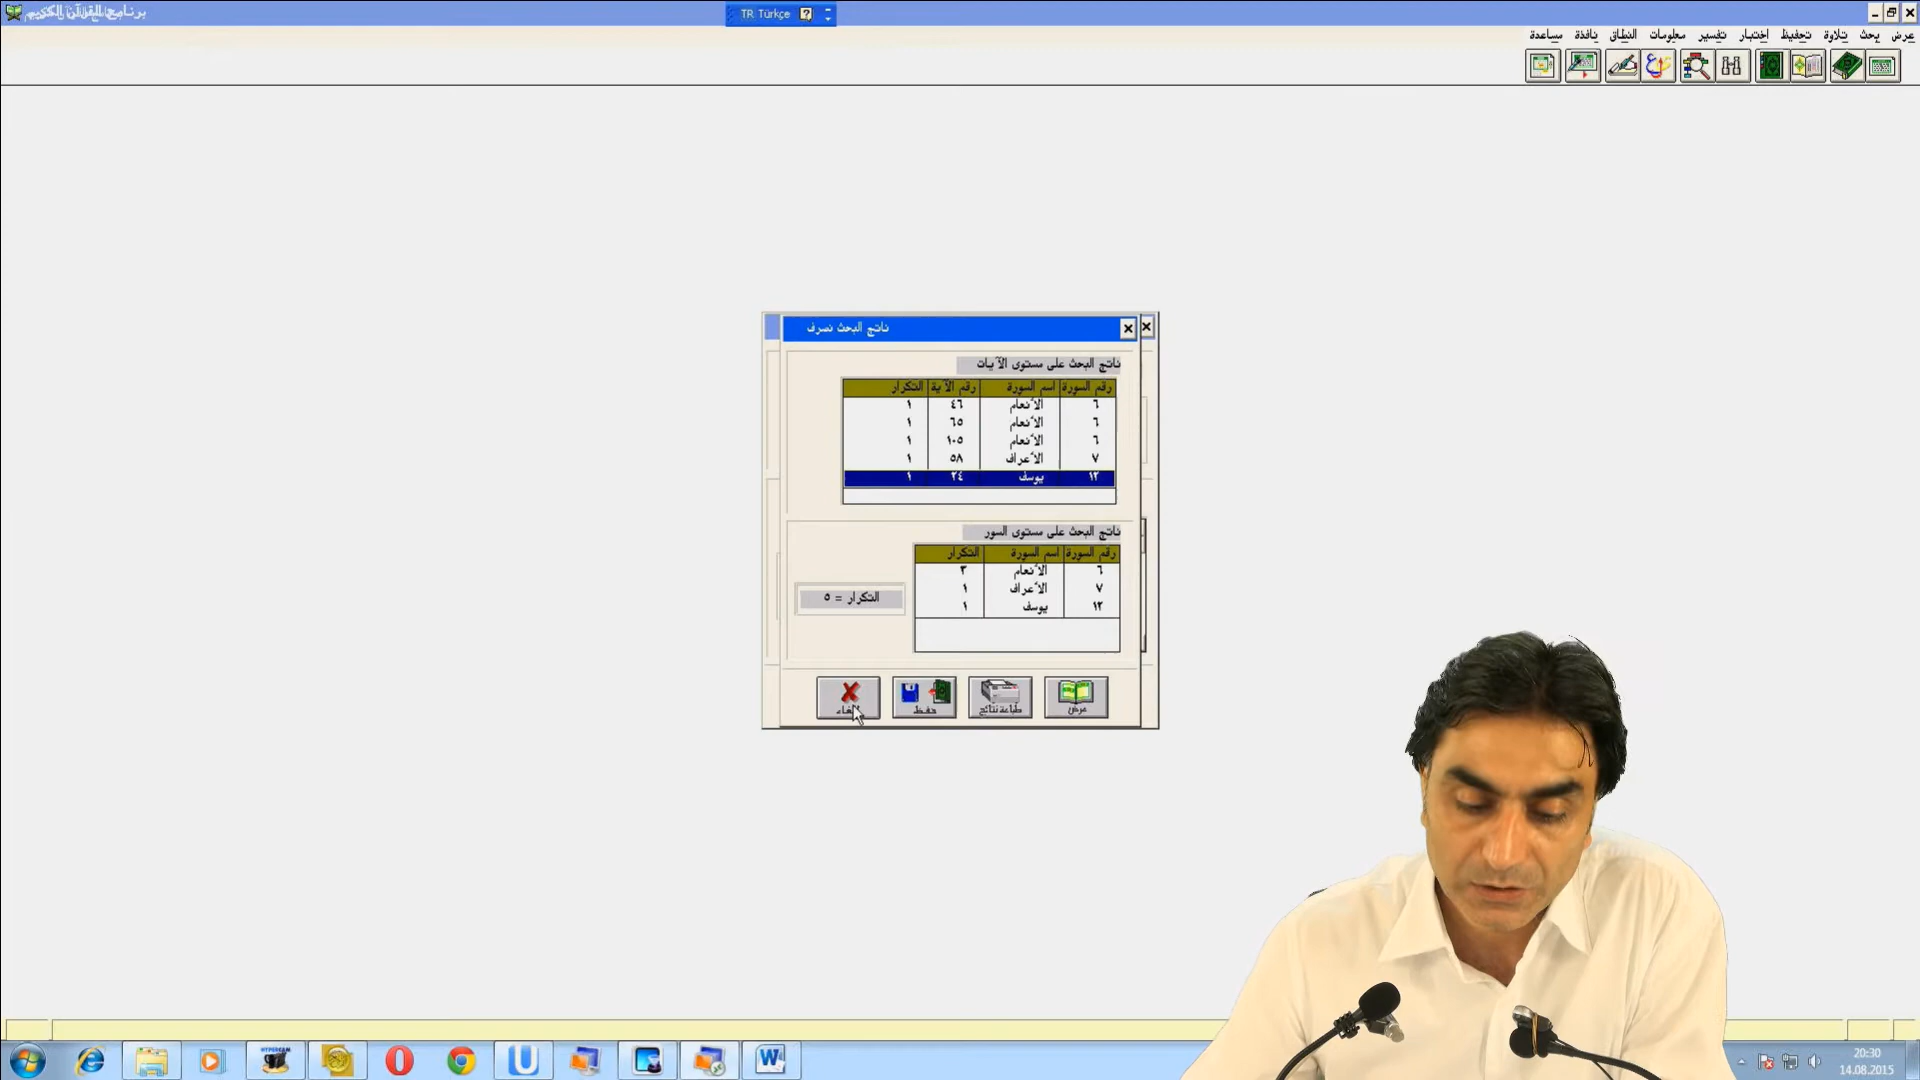 برنامج القرآن الكريم
TR Türkçe
عرض بحث تلاوة تحفيظ اختبار تفسير معلومات النطاق نافذة مساعدة
ناتج البحث نصرف
ناتج البحث على مستوى الآيات
رقم السورة اسم السورة رقم الآية التكرار
٦ الأنعام ٤٦ ١
٦ الأنعام ٦٥ ١
٦ الأنعام ١٠٥ ١
٧ الأعراف ٥٨ ١
١٢ يوسف ٢٤ ١
ناتج البحث على مستوى السور
رقم السورة اسم السورة التكرار
٦ الأنعام ٣
٧ الأعراف ١
١٢ يوسف ١
التكرار = ٥
عرض طباعة نتائج حفظ
HYPERCAM
20:30
14.08.2015